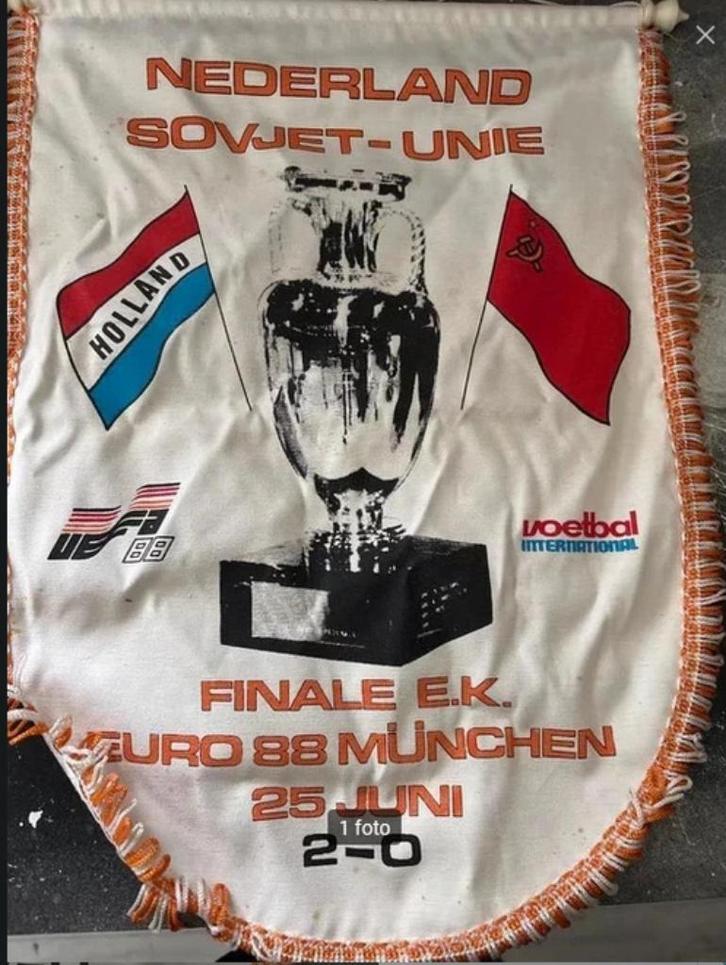 NEDERLAND
SOVJET-UNIE
HOLLAND
UEFA
88
voetbal
INTERNATIONAL
FINALE E.K.
EURO 88 MÜNCHEN
25 JUNI
1 foto
2-0